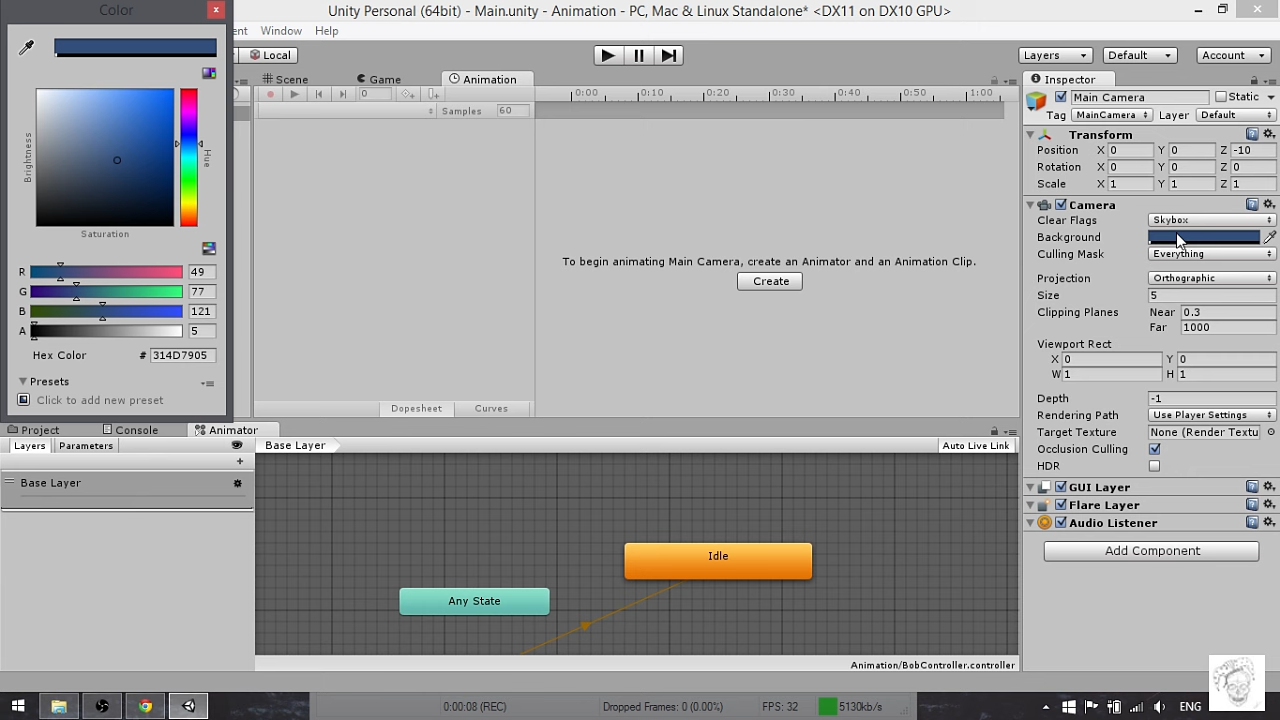 Color x
Unity Personal (64bit) - Main.unity - Animation - PC, Mac & Linux Standalone* <DX11 on DX10 GPU>
ent Window Help
Local
Layers Default Account
Scene Game Animation
Inspector
0 0:00 0:10 0:20 0:30 0:40 0:50 1:00
Samples 60
Main Camera Static
Tag MainCamera Layer Default
Transform
Position X 0 Y 0 Z -10
Rotation X 0 Y 0 Z 0
Scale X 1 Y 1 Z 1
Camera
Clear Flags Skybox
Background
Culling Mask Everything
Projection Orthographic
Size 5
Clipping Planes Near 0.3
Far 1000
Viewport Rect
X 0 Y 0
W 1 H 1
Depth -1
Rendering Path Use Player Settings
Target Texture None (Render Textu
Occlusion Culling
HDR
GUI Layer
Flare Layer
Audio Listener
Add Component
Brightness
Hue
Saturation
R 49
G 77
B 121
A 5
Hex Color # 314D7905
Presets
Click to add new preset
To begin animating Main Camera, create an Animator and an Animation Clip.
Create
Dopesheet Curves
Project Console Animator
Layers Parameters
Base Layer
Auto Live Link
+
Base Layer
Idle
Any State
Animation/BobController.controller
0:00:08 (REC) Dropped Frames: 0 (0.00%) FPS: 32 5130kb/s
ENG